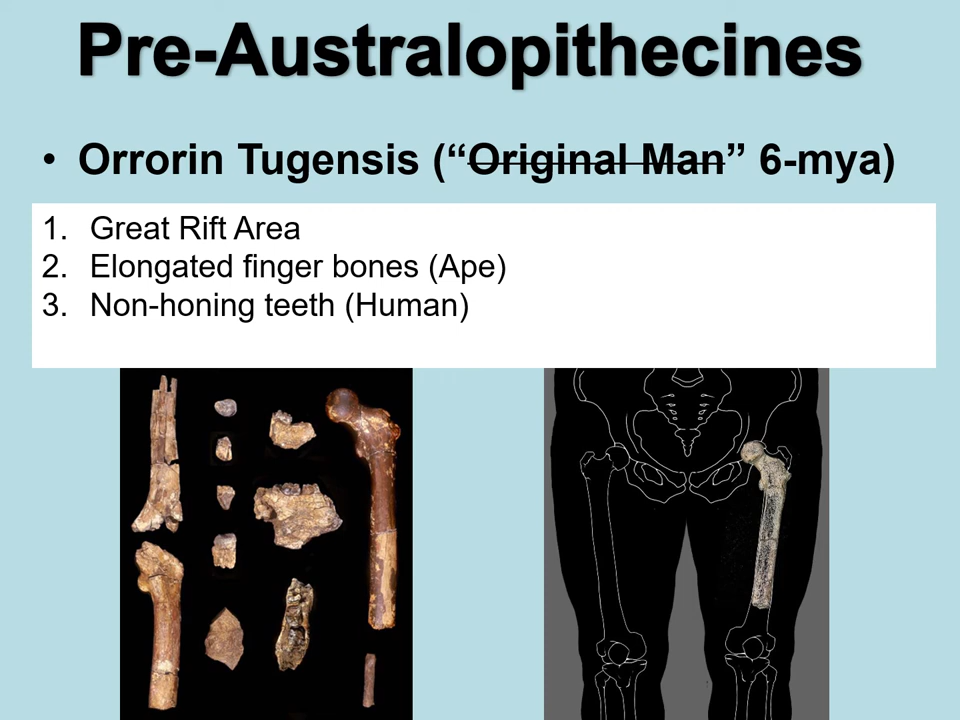 Pre-Australopithecines
• Orrorin Tugensis (“Original Man” 6-mya)
1. Great Rift Area
2. Elongated finger bones (Ape)
3. Non-honing teeth (Human)